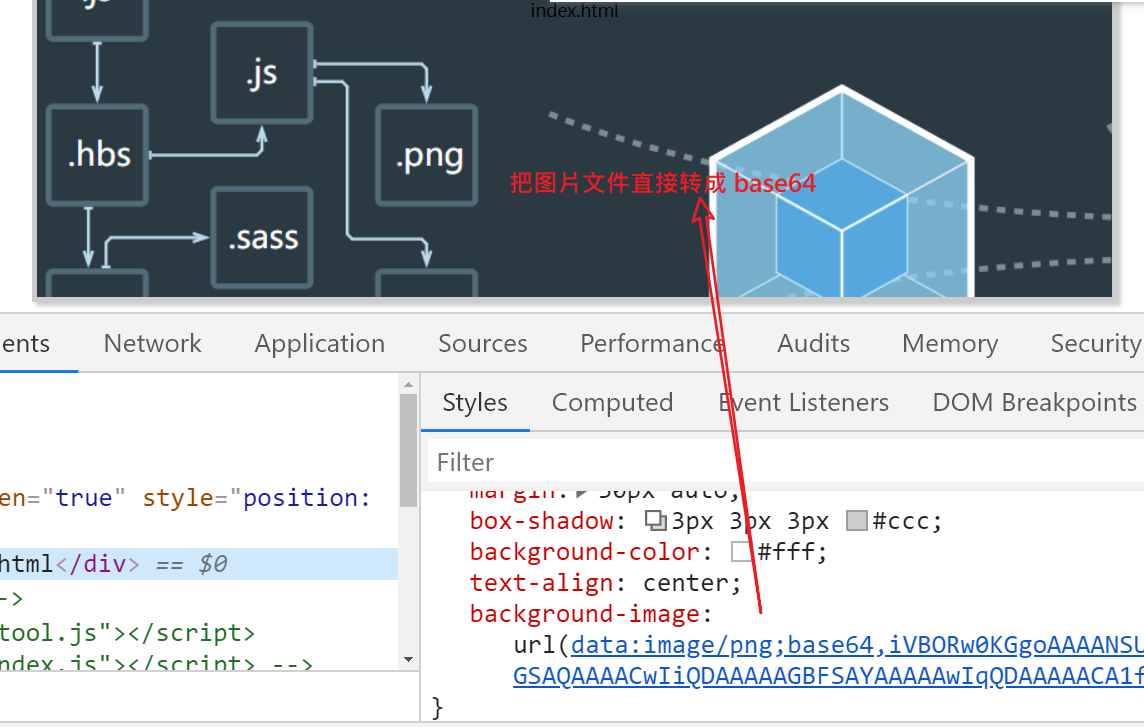 index.html
.js
.hbs
.png
.sass
把图片文件直接转成 base64
ents Network Application Sources Performance Audits Memory Security
Styles Computed Event Listeners DOM Breakpoints
Filter
en="true" style="position:
html</div> == $0
->
tool.js"></script>
ndex.js"></script> -->
margin: 50px auto;
box-shadow: 3px 3px 3px #ccc;
background-color: #fff;
text-align: center;
background-image:
url(data:image/png;base64,iVBORw0KGgoAAAANSU
GSAQAAAACwIiQDAAAAAGBFSAYAAAAAwIqQDAAAAACA1f
}